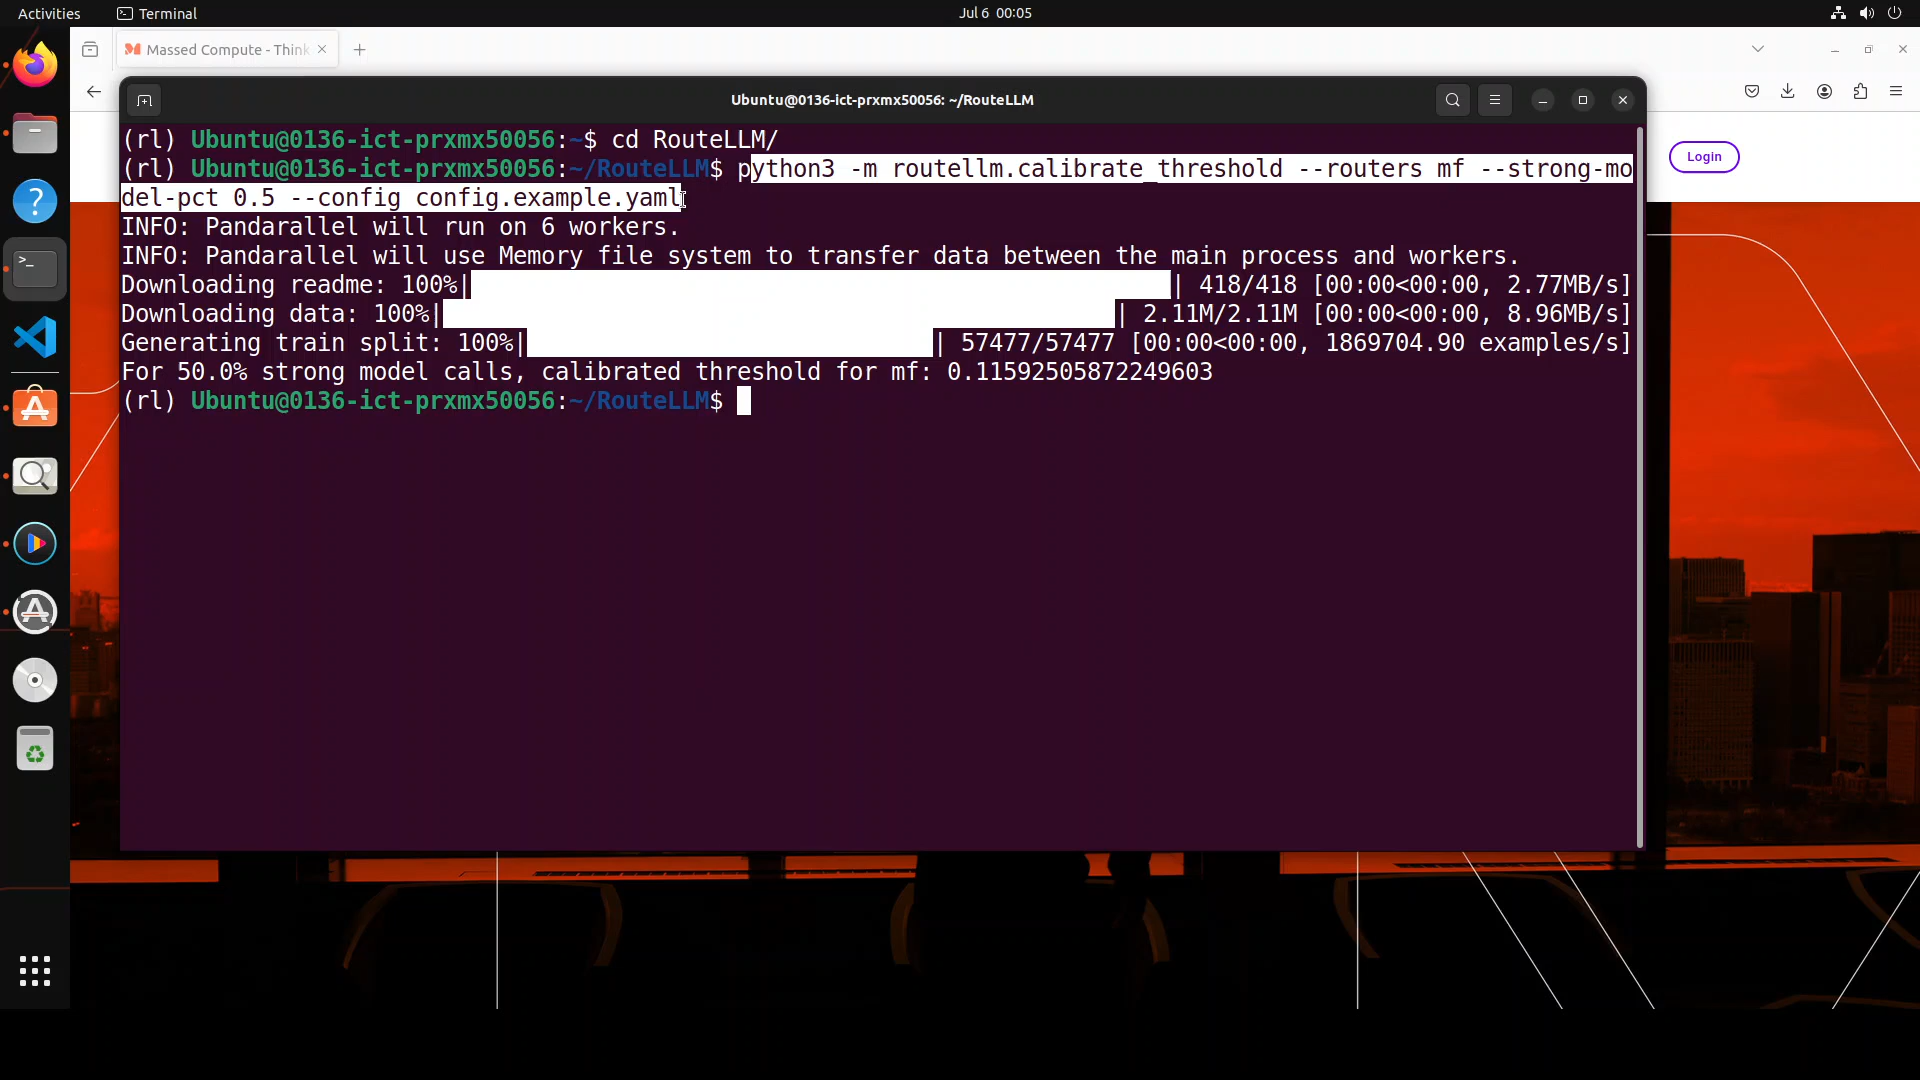 Activities
Terminal
Jul 6 00:05
Massed Compute - Think
Ubuntu@0136-ict-prxmx50056: ~/RouteLLM
Login
(rl) Ubuntu@0136-ict-prxmx50056:~$ cd RouteLLM/
(rl) Ubuntu@0136-ict-prxmx50056:~/RouteLLM$ python3 -m routellm.calibrate_threshold --routers mf --strong-mo
del-pct 0.5 --config config.example.yaml
INFO: Pandarallel will run on 6 workers.
INFO: Pandarallel will use Memory file system to transfer data between the main process and workers.
Downloading readme: 100%| | 418/418 [00:00<00:00, 2.77MB/s]
Downloading data: 100%| | 2.11M/2.11M [00:00<00:00, 8.96MB/s]
Generating train split: 100%| | 57477/57477 [00:00<00:00, 1869704.90 examples/s]
For 50.0% strong model calls, calibrated threshold for mf: 0.11592505872249603
(rl) Ubuntu@0136-ict-prxmx50056:~/RouteLLM$